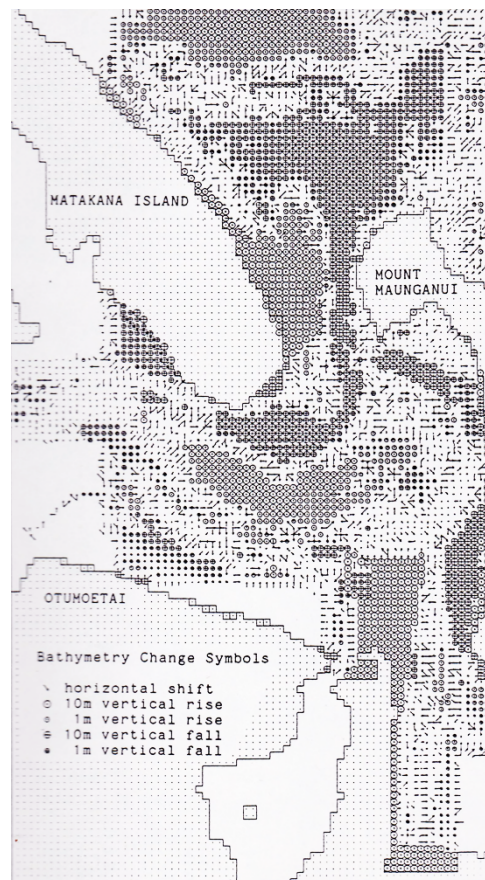 MATAKANA ISLAND
MOUNT
MAUNGANUI
OTUMOETAI
Bathymetry Change Symbols
horizontal shift
10m vertical rise
1m vertical rise
10m vertical fall
1m vertical fall